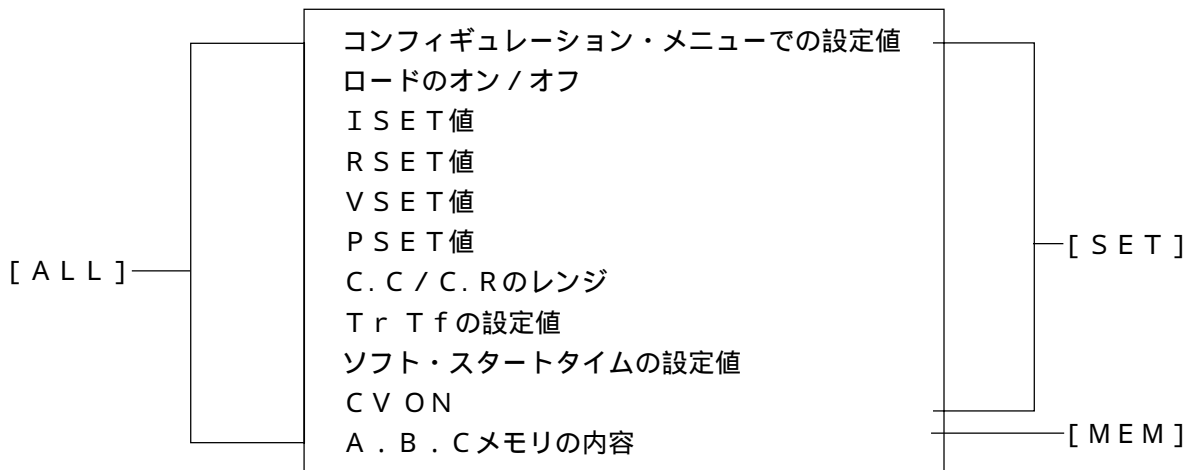 コンフィギュレーション・メニューでの設定値
ロードのオン / オフ
ＩＳＥＴ値
ＲＳＥＴ値
ＶＳＥＴ値
ＰＳＥＴ値
[ＳＥＴ]
[ＡＬＬ]
Ｃ.Ｃ / Ｃ.Ｒのレンジ
Ｔｒ Ｔｆの設定値
ソフト・スタートタイムの設定値
ＣＶ ＯＮ
Ａ．Ｂ．Ｃメモリの内容
[ＭＥＭ]